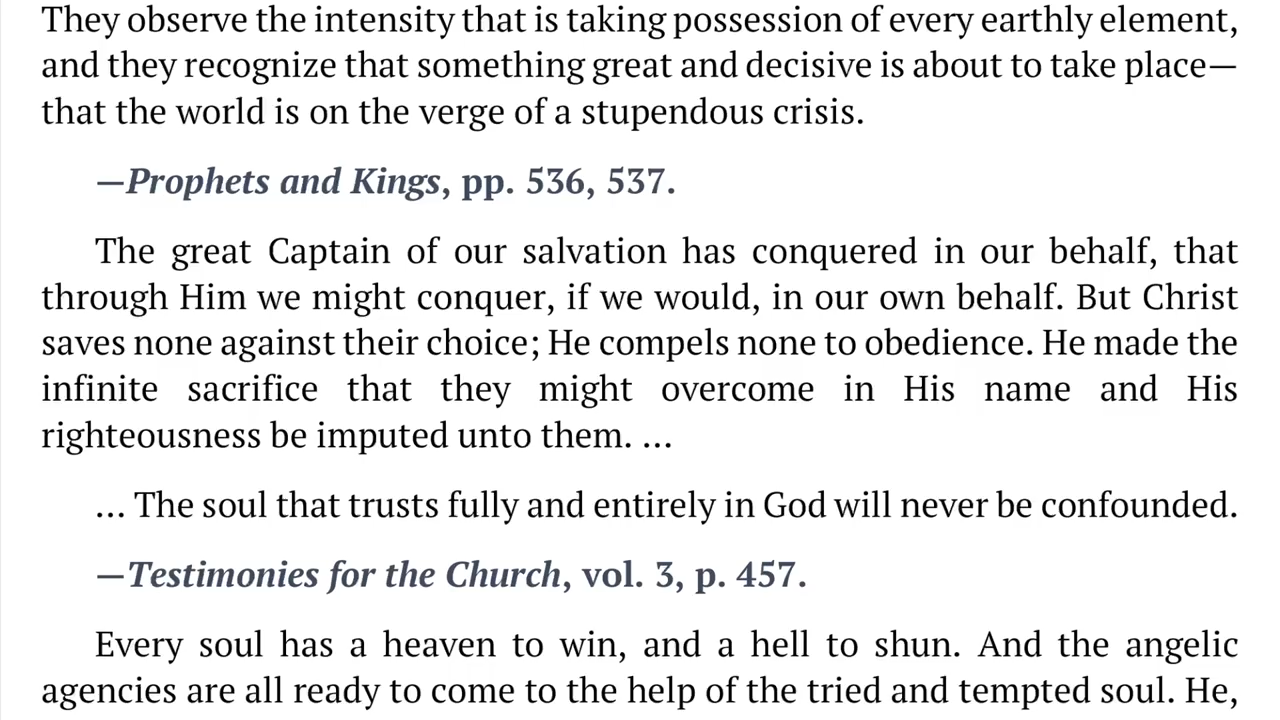 They observe the intensity that is taking possession of every earthly element,
and they recognize that something great and decisive is about to take place—
that the world is on the verge of a stupendous crisis.
—Prophets and Kings, pp. 536, 537.
The great Captain of our salvation has conquered in our behalf, that
through Him we might conquer, if we would, in our own behalf. But Christ
saves none against their choice; He compels none to obedience. He made the
infinite sacrifice that they might overcome in His name and His
righteousness be imputed unto them. …
… The soul that trusts fully and entirely in God will never be confounded.
—Testimonies for the Church, vol. 3, p. 457.
Every soul has a heaven to win, and a hell to shun. And the angelic
agencies are all ready to come to the help of the tried and tempted soul. He,